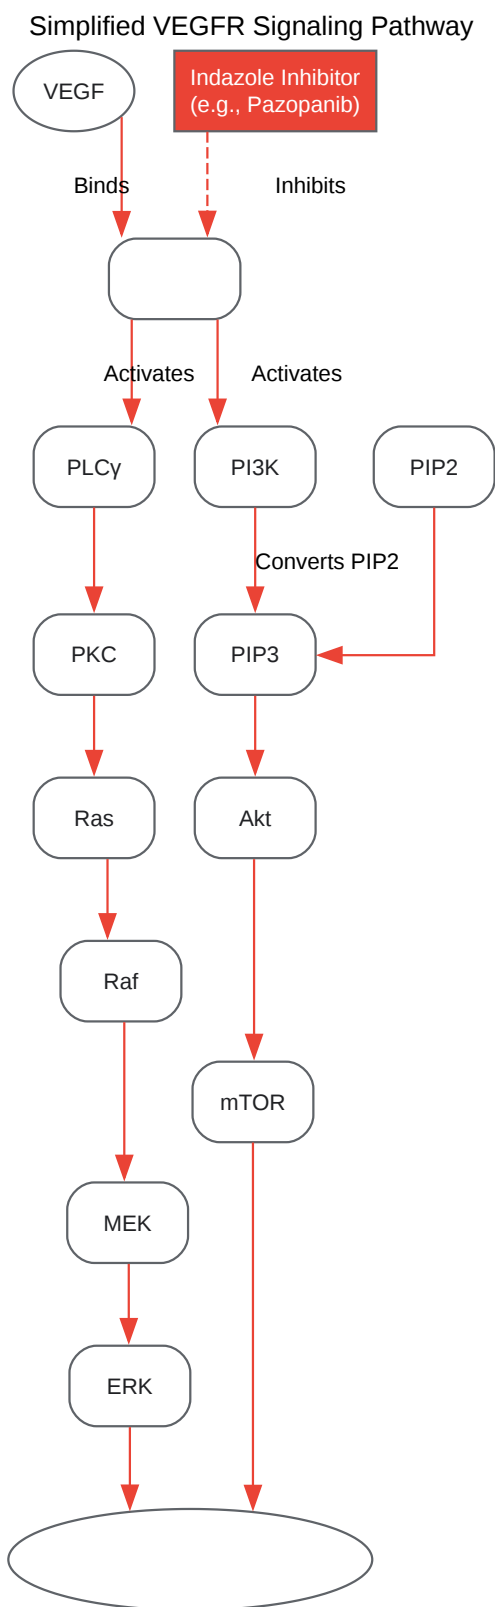 Simplified VEGFR Signaling Pathway
VEGF
Indazole Inhibitor
(e.g., Pazopanib)
Binds
Inhibits
Activates
Activates
PLCγ
PI3K
PIP2
Converts PIP2
PKC
PIP3
Ras
Akt
Raf
mTOR
MEK
ERK